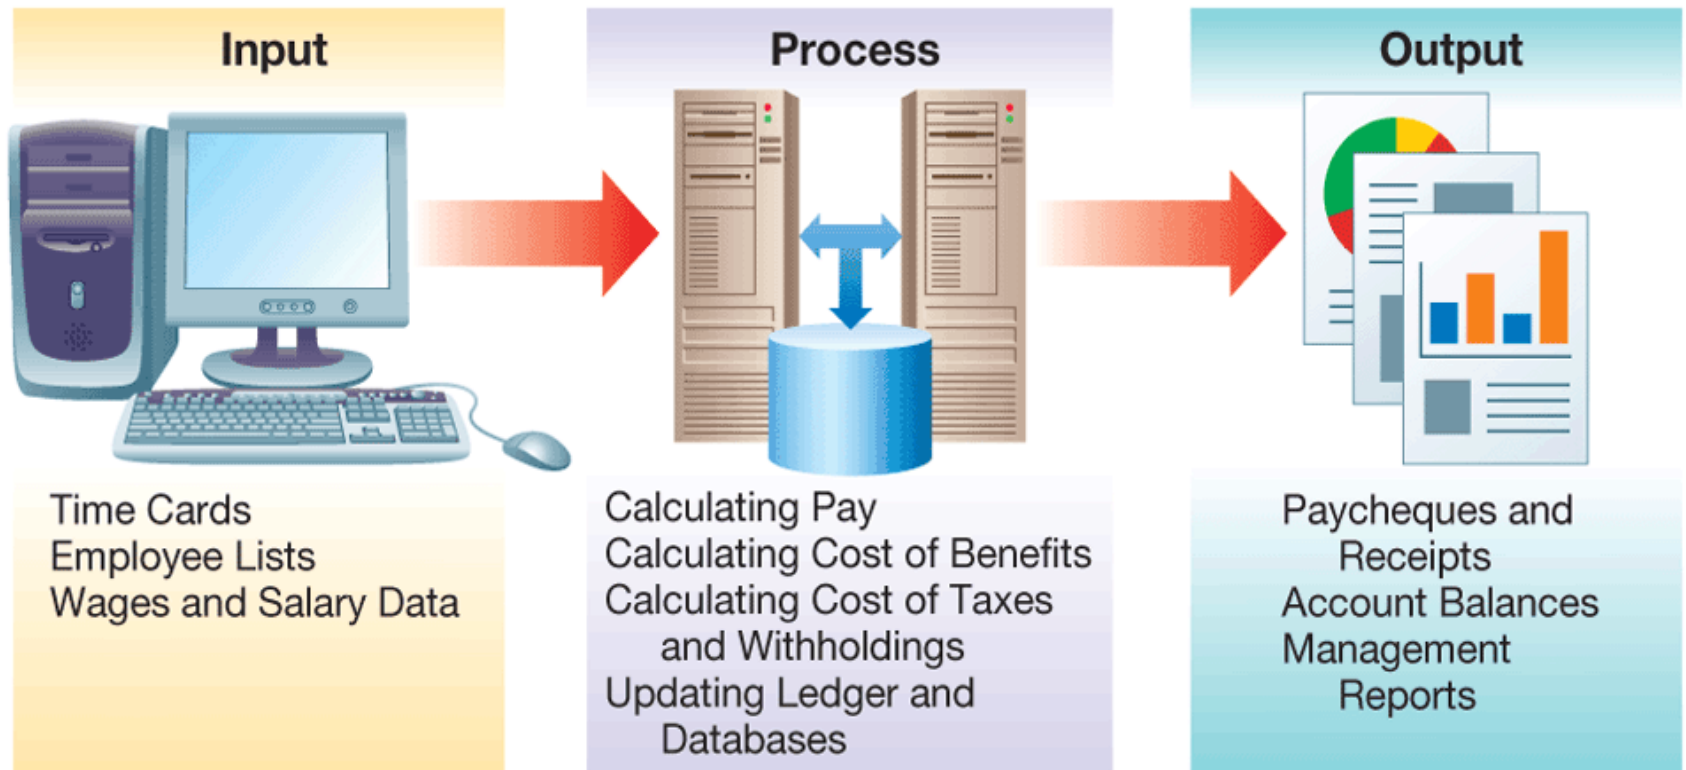 Input
Time Cards
Employee Lists
Wages and Salary Data
Process
Calculating Pay
Calculating Cost of Benefits
Calculating Cost of Taxes
and Withholdings
Updating Ledger and
Databases
Output
Paycheques and
Receipts
Account Balances
Management
Reports